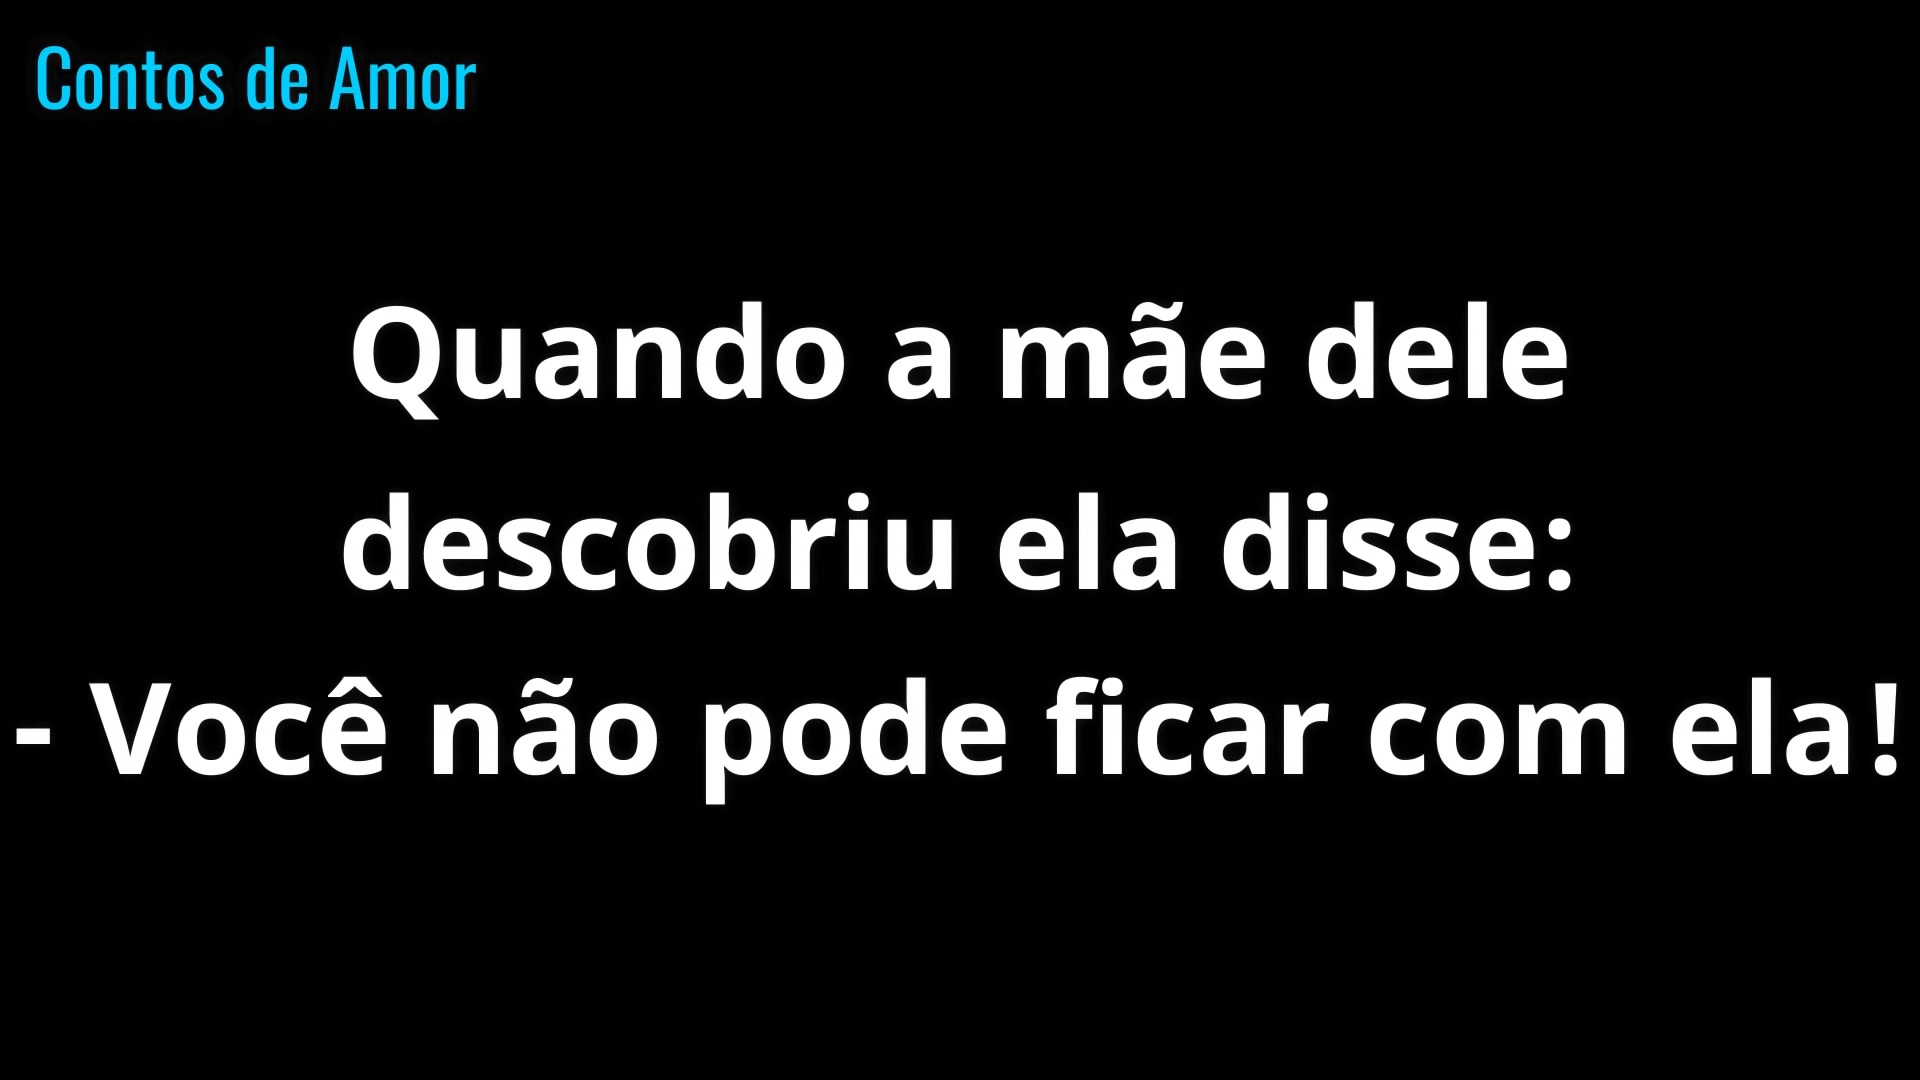 Contos de Amor
Quando a mãe dele
descobriu ela disse:
- Você não pode ficar com ela!